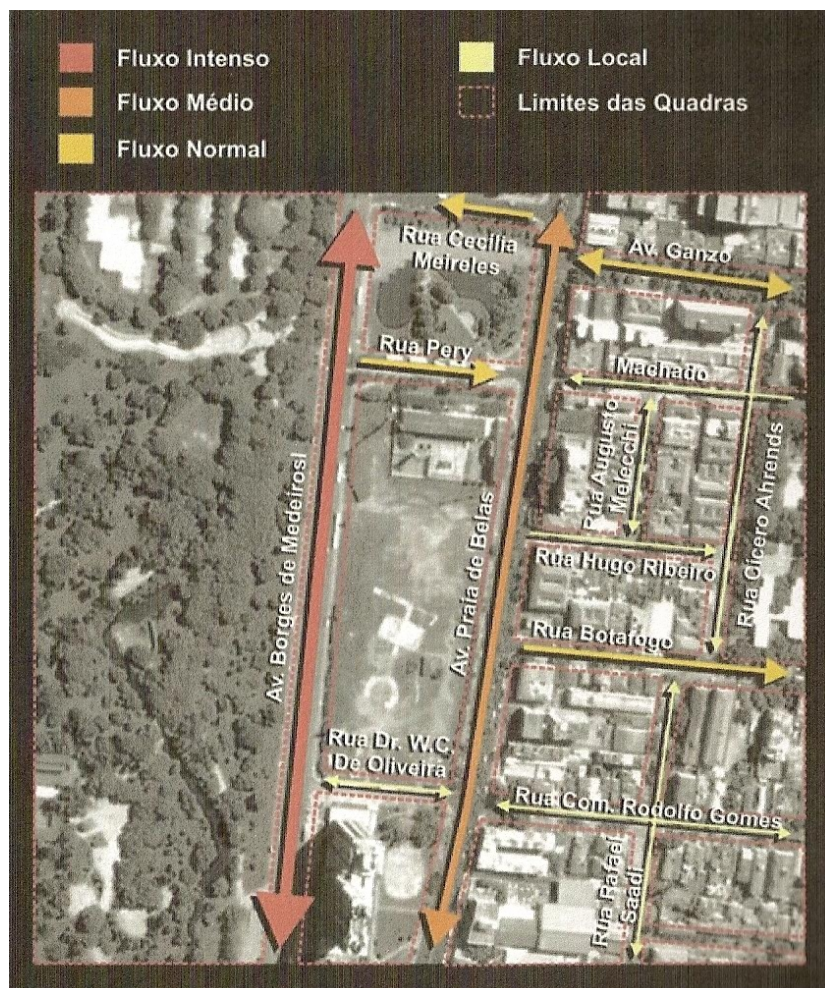 Fluxo Intenso
Fluxo Médio
Fluxo Normal
Fluxo Local
Limites das Quadras
Rua Cecília
Meireles
Av. Ganzo
Rua Pery
Machado
Rua Augusto
Melecchi
Rua Cícero Ahrends
Av. Borges de Medeirosl
Av. Praia de Belas
Rua Hugo Ribeiro
Rua Botafogo
Rua Dr. W.C.
De Oliveira
Rua Com. Rodolfo Gomes
Rua Rafael
Saadi